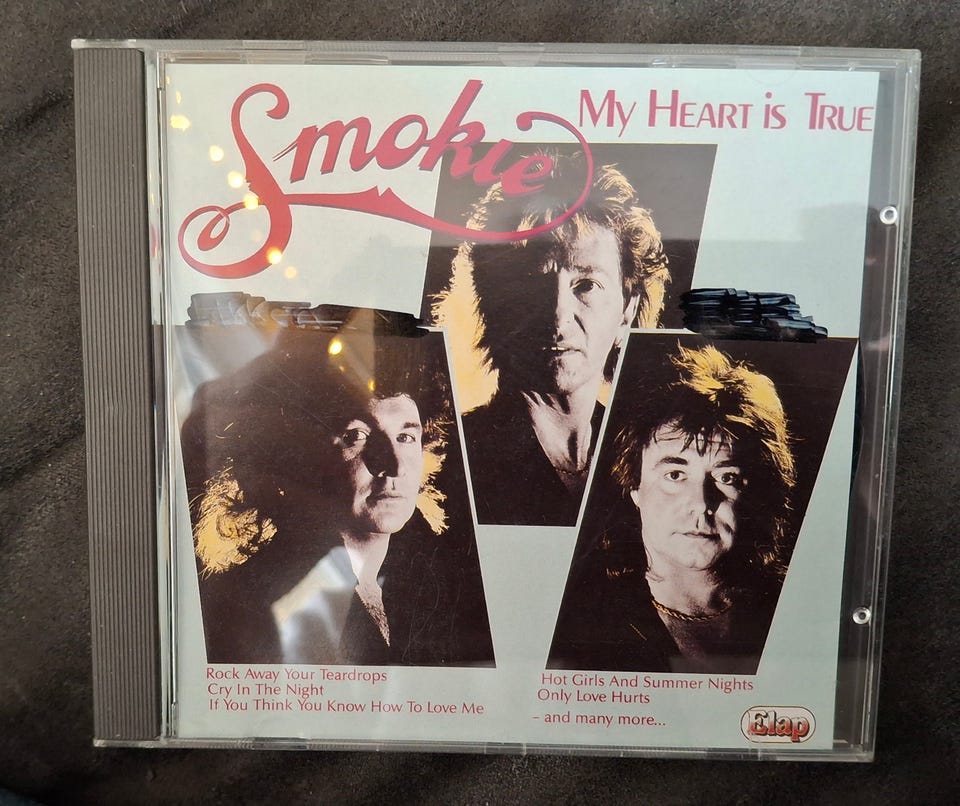 Smokie
My Heart is True
Rock Away Your Teardrops
Cry In The Night
If You Think You Know How To Love Me
Hot Girls And Summer Nights
Only Love Hurts
– and many more...
Elap